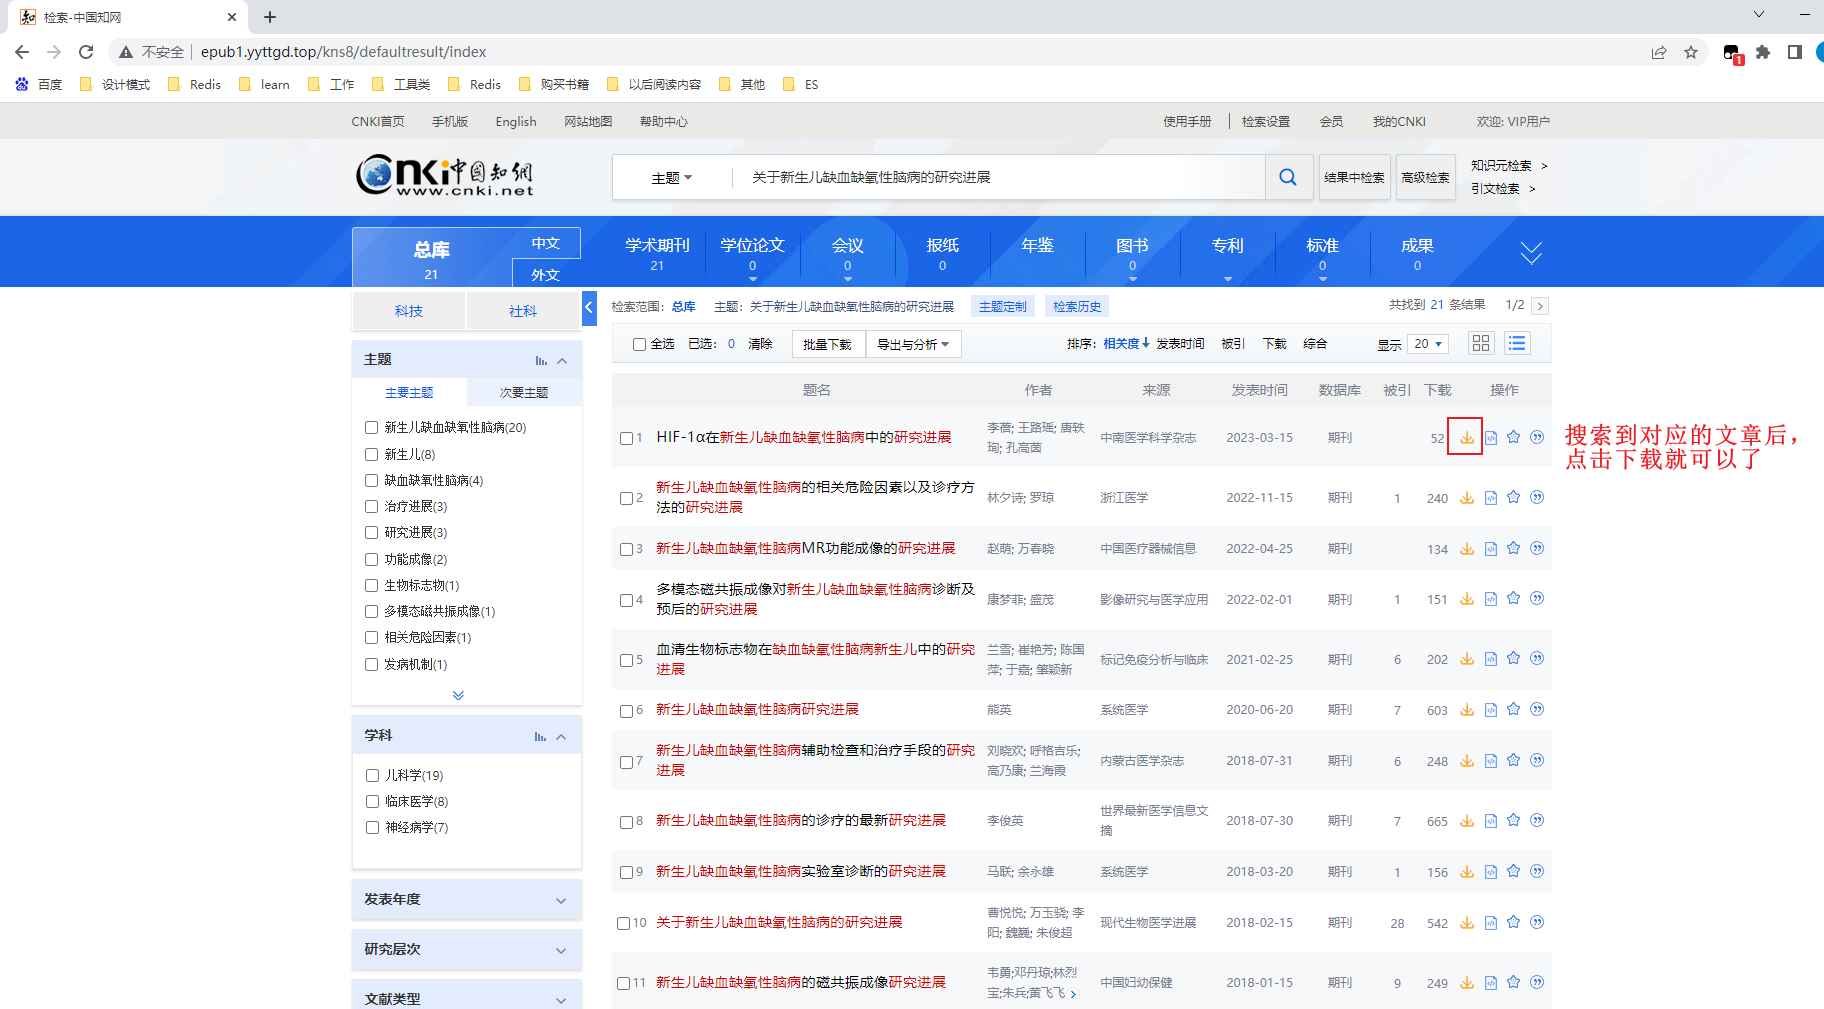 检索-中国知网
不安全 epub1.yyttgd.top/kns8/defaultresult/index
1
百度 设计模式 Redis learn 工作 工具类 Redis 购买书籍 以后阅读内容 其他 ES
CNKI首页 手机版 English 网站地图 帮助中心 使用手册 检索设置 会员 我的CNKI 欢迎: VIP用户
Cnki中国知网
www.cnki.net
主题 关于新生儿缺血缺氧性脑病的研究进展 结果中检索 高级检索
知识元检索 >
引文检索 >
总库 21 中文 外文
学术期刊 学位论文 会议 报纸 年鉴 图书 专利 标准 成果
21 0 0 0 0 0 0
科技 社科
检索范围: 总库 主题: 关于新生儿缺血缺氧性脑病的研究进展 主题定制 检索历史 共找到 21 条结果 1/2 >
全选 已选: 0 清除 批量下载 导出与分析 排序: 相关度 发表时间 被引 下载 综合 显示 20
主题
主要主题 次要主题
新生儿缺血缺氧性脑病(20)
新生儿(8)
缺血缺氧性脑病(4)
治疗进展(3)
研究进展(3)
功能成像(2)
生物标志物(1)
多模态磁共振成像(1)
相关危险因素(1)
发病机制(1)
学科
儿科学(19)
临床医学(8)
神经病学(7)
发表年度
研究层次
文献类型
题名 作者 来源 发表时间 数据库 被引 下载 操作
1 HIF-1α在新生儿缺血缺氧性脑病中的研究进展 李蔷; 王路瑶; 唐轶 中南医学科学杂志 2023-03-15 期刊 52
珣; 孔高茵
2 新生儿缺血缺氧性脑病的相关危险因素以及诊疗方 林夕诗; 罗琼 浙江医学 2022-11-15 期刊 1 240
法的研究进展
3 新生儿缺血缺氧性脑病MR功能成像的研究进展 赵萌; 万春晓 中国医疗器械信息 2022-04-25 期刊 134
4 多模态磁共振成像对新生儿缺血缺氧性脑病诊断及 康梦菲; 盛茂 影像研究与医学应用 2022-02-01 期刊 1 151
预后的研究进展
5 血清生物标志物在缺血缺氧性脑病新生儿中的研究 兰雪; 崔艳芳; 陈国 标记免疫分析与临床 2021-02-25 期刊 6 202
进展 萍; 于嘉; 颖新
6 新生儿缺血缺氧性脑病研究进展 熊英 系统医学 2020-06-20 期刊 7 603
7 新生儿缺血缺氧性脑病辅助检查和治疗手段的研究 刘晓欢; 呼格吉乐; 内蒙古医学杂志 2018-07-31 期刊 6 248
进展 高乃康; 兰海霞
8 新生儿缺血缺氧性脑病的诊疗的最新研究进展 李俊英 世界最新医学信息文 2018-07-30 期刊 7 665
摘
9 新生儿缺血缺氧性脑病实验室诊断的研究进展 马联; 余永雄 系统医学 2018-03-20 期刊 1 156
10 关于新生儿缺血缺氧性脑病的研究进展 曹悦悦; 万玉骁; 李 现代生物医学进展 2018-02-15 期刊 28 542
阳; 魏巍; 朱俊超
11 新生儿缺血缺氧性脑病的磁共振成像研究进展 韦勇;邓丹琼;林烈 中国妇幼保健 2018-01-15 期刊 9 249
宝;朱兵;黄飞飞
搜索到对应的文章后，
点击下载就可以了